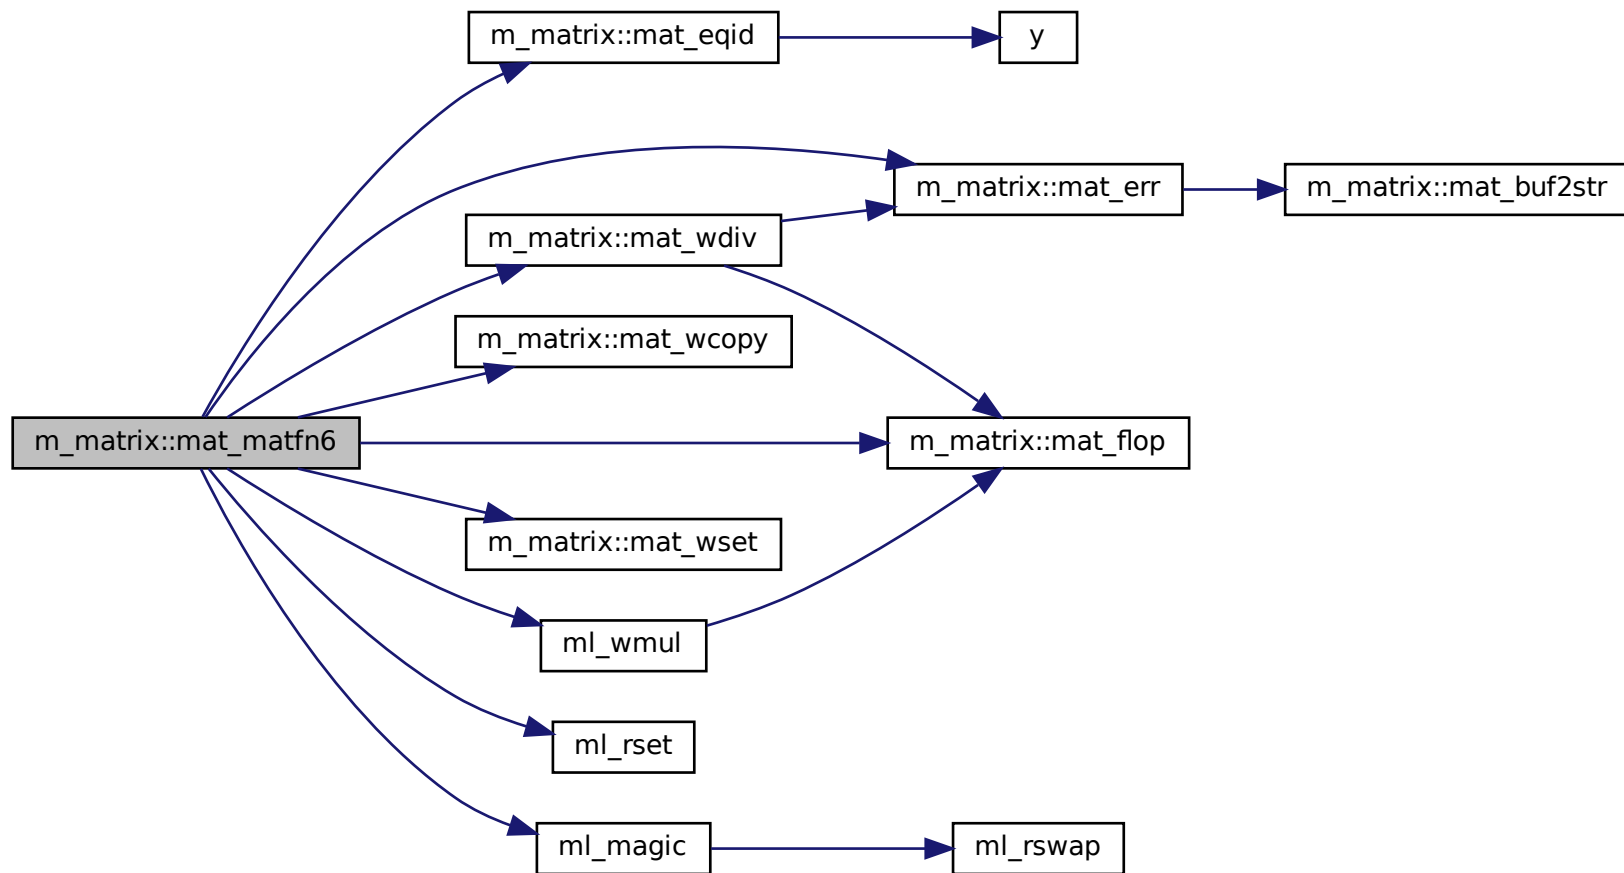 m_matrix::mat_eqid
y
m_matrix::mat_err
m_matrix::mat_buf2str
m_matrix::mat_wdiv
m_matrix::mat_wcopy
m_matrix::mat_matfn6
m_matrix::mat_flop
m_matrix::mat_wset
ml_wmul
ml_rset
ml_magic
ml_rswap